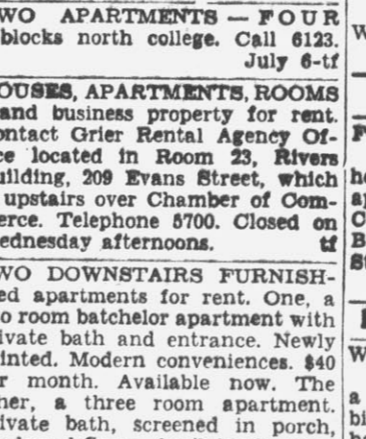 WO APARTMENTS — FOUR
blocks north college. Call 6123.
July 6-tf
OUSES, APARTMENTS, ROOMS
and business property for rent.
ontact Grier Rental Agency Of-
ce located in Room 23, Rivers
uilding, 209 Evans Street, which
upstairs over Chamber of Com-
erce. Telephone 5700. Closed on
ednesday afternoons. tf
WO DOWNSTAIRS FURNISH-
ed apartments for rent. One, a
o room batchelor apartment with
ivate bath and entrance. Newly
inted. Modern conveniences. $40
r month. Available now. The
her, a three room apartment.
ivate bath, screened in porch,